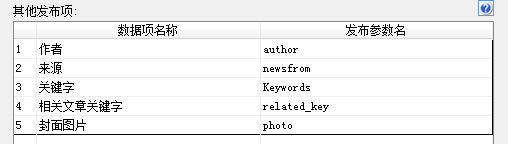 其他发布项:
数据项名称 发布参数名
1 作者 author
2 来源 newsfrom
3 关键字 Keywords
4 相关文章关键字 related_key
5 封面图片 photo